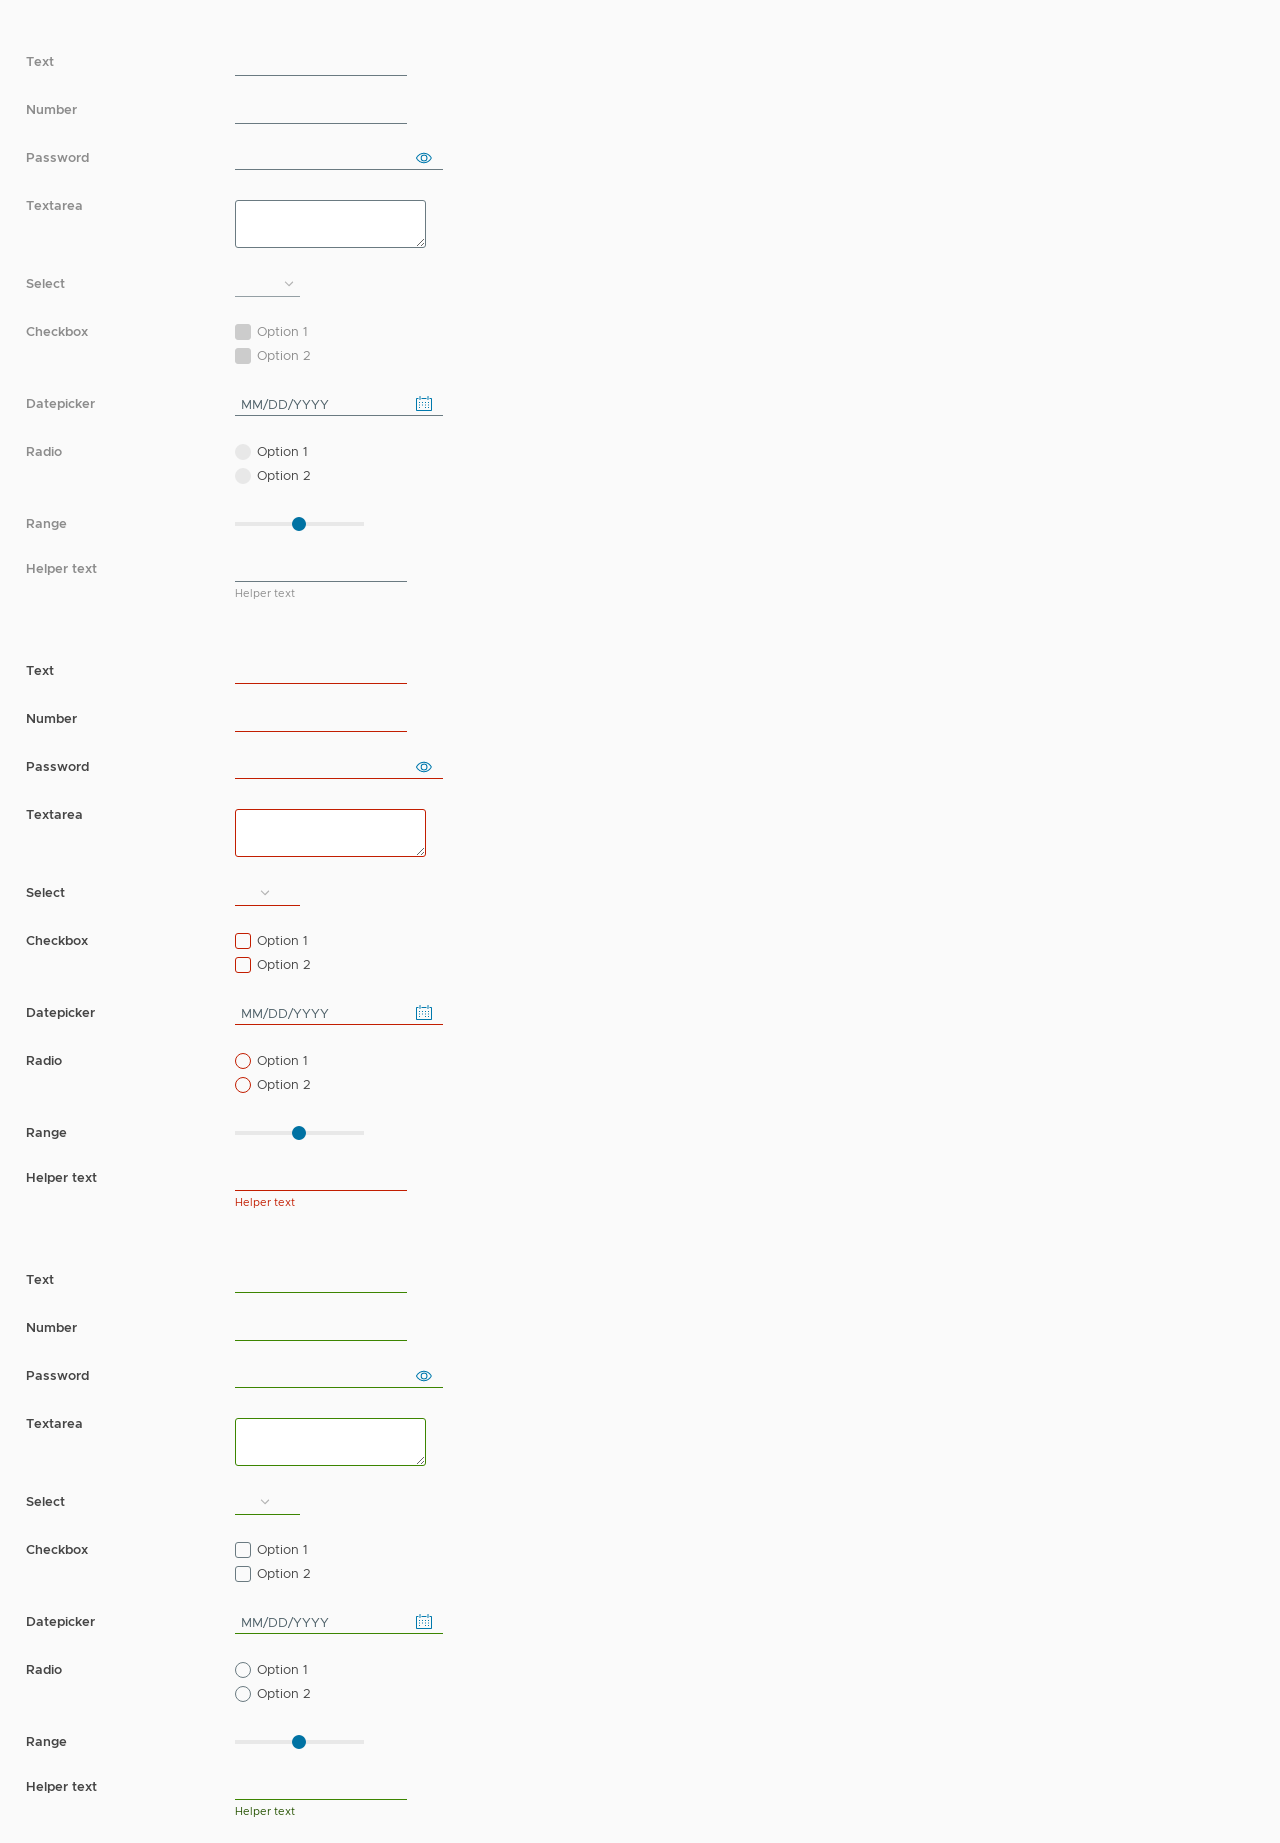 Text
Number
Password
Textarea
Select
Checkbox
Option 1
Option 2
Datepicker
MM/DD/YYYY
Radio
Option 1
Option 2
Range
Helper text
Helper text
Text
Number
Password
Textarea
Select
Checkbox
Option 1
Option 2
Datepicker
MM/DD/YYYY
Radio
Option 1
Option 2
Range
Helper text
Helper text
Text
Number
Password
Textarea
Select
Checkbox
Option 1
Option 2
Datepicker
MM/DD/YYYY
Radio
Option 1
Option 2
Range
Helper text
Helper text